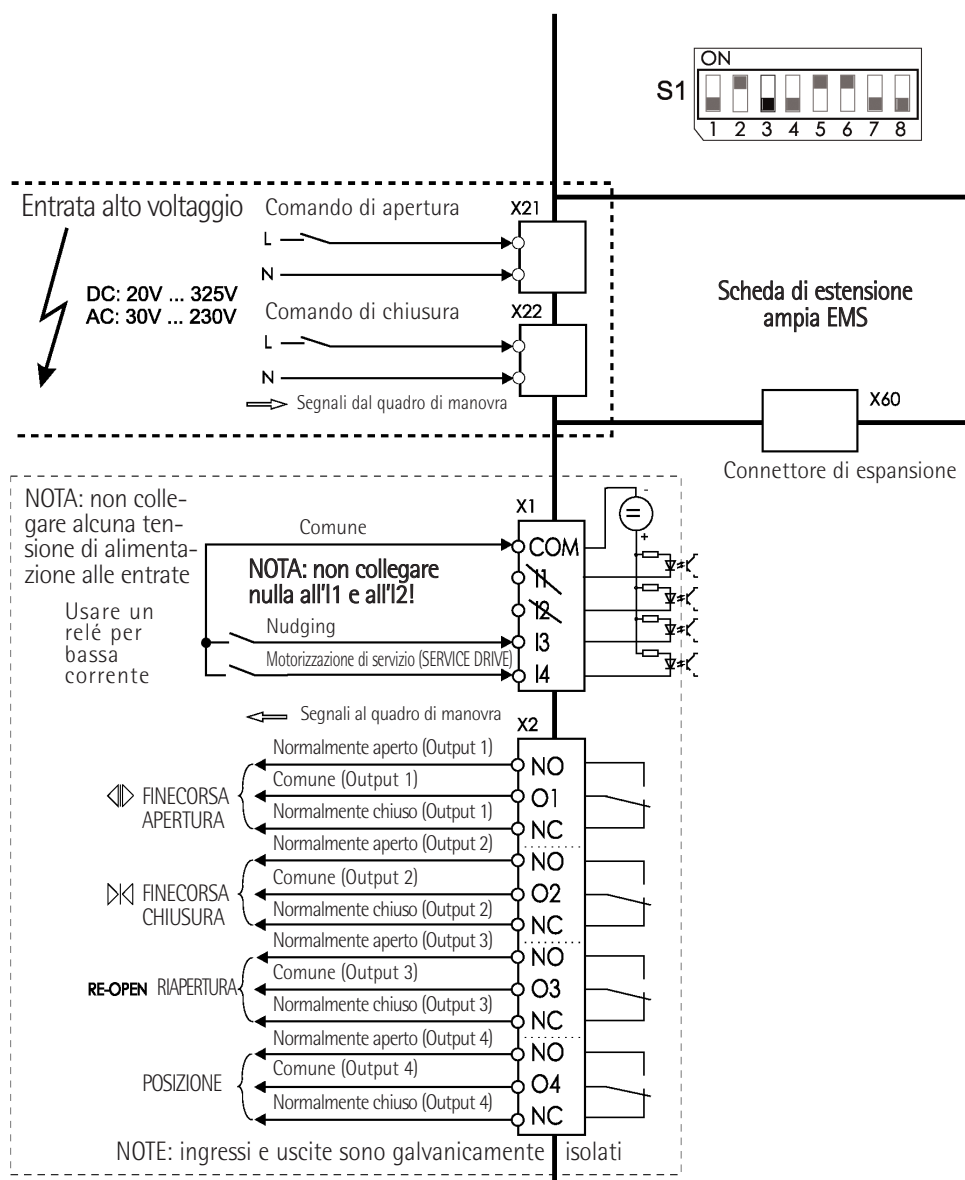 ON
S1
1 2 3 4 5 6 7 8
Entrata alto voltaggio
Comando di apertura
X21
L
N
DC: 20V ... 325V
AC: 30V ... 230V
Comando di chiusura
X22
L
N
Segnali dal quadro di manovra
Scheda di estensione
ampia EMS
X60
Connettore di espansione
NOTA: non colle-
gare alcuna ten-
sione di alimenta-
zione alle entrate
Usare un
relé per
bassa
corrente
Comune
NOTA: non collegare
nulla all'I1 e all'I2!
Nudging
Motorizzazione di servizio (SERVICE DRIVE)
X1
COM
I1
I2
I3
I4
-
=
+
Segnali al quadro di manovra
X2
Normalmente aperto (Output 1)
NO
Comune (Output 1)
O1
Normalmente chiuso (Output 1)
NC
FINECORSA
APERTURA
Normalmente aperto (Output 2)
NO
Comune (Output 2)
O2
Normalmente chiuso (Output 2)
NC
FINECORSA
CHIUSURA
Normalmente aperto (Output 3)
NO
Comune (Output 3)
O3
Normalmente chiuso (Output 3)
NC
RE-OPEN RIAPERTURA
Normalmente aperto (Output 4)
NO
Comune (Output 4)
O4
Normalmente chiuso (Output 4)
NC
POSIZIONE
NOTE: ingressi e uscite sono galvanicamente isolati